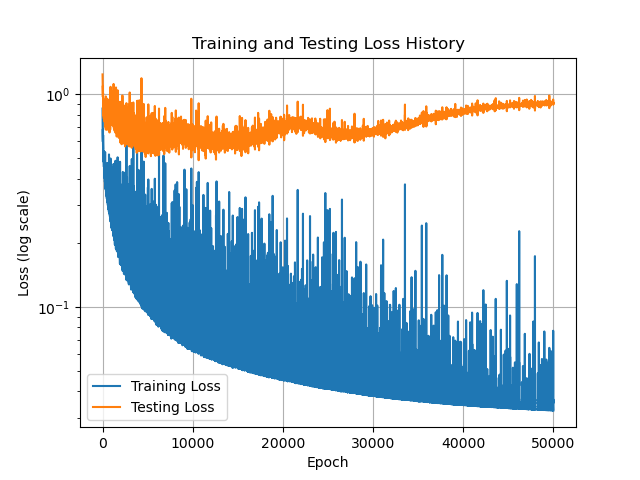 Training and Testing Loss History
Loss (log scale)
10⁰
10⁻¹
Training Loss
Testing Loss
0 10000 20000 30000 40000 50000
Epoch